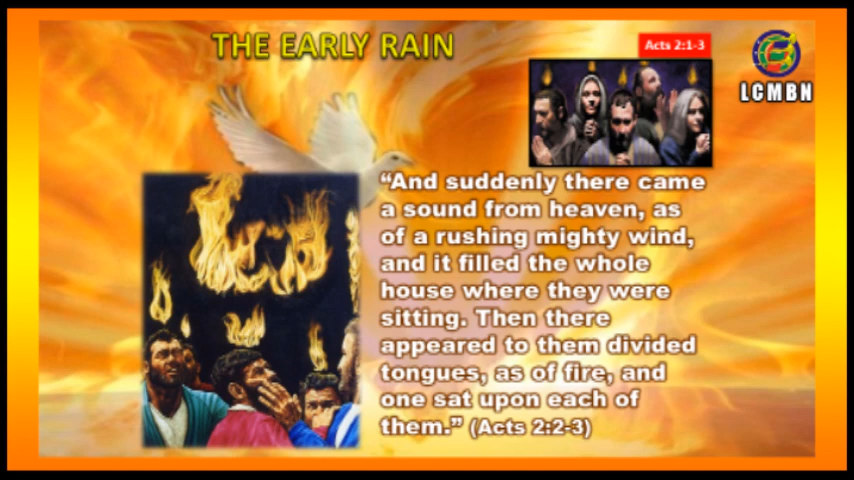 THE EARLY RAIN
Acts 2:1-3
LCMBN
“And suddenly there came
a sound from heaven, as
of a rushing mighty wind,
and it filled the whole
house where they were
sitting. Then there
appeared to them divided
tongues, as of fire, and
one sat upon each of
them.” (Acts 2:2-3)